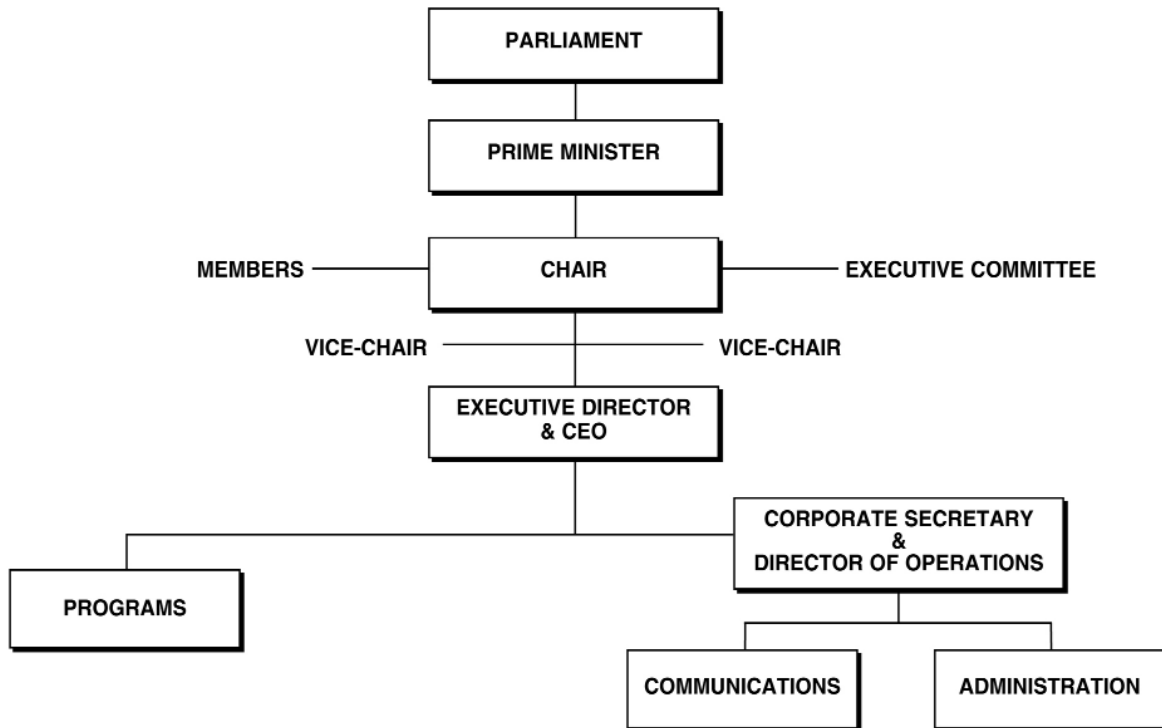 PARLIAMENT
PRIME MINISTER
MEMBERS
CHAIR
EXECUTIVE COMMITTEE
VICE-CHAIR
VICE-CHAIR
EXECUTIVE DIRECTOR
& CEO
CORPORATE SECRETARY
&
DIRECTOR OF OPERATIONS
PROGRAMS
COMMUNICATIONS
ADMINISTRATION